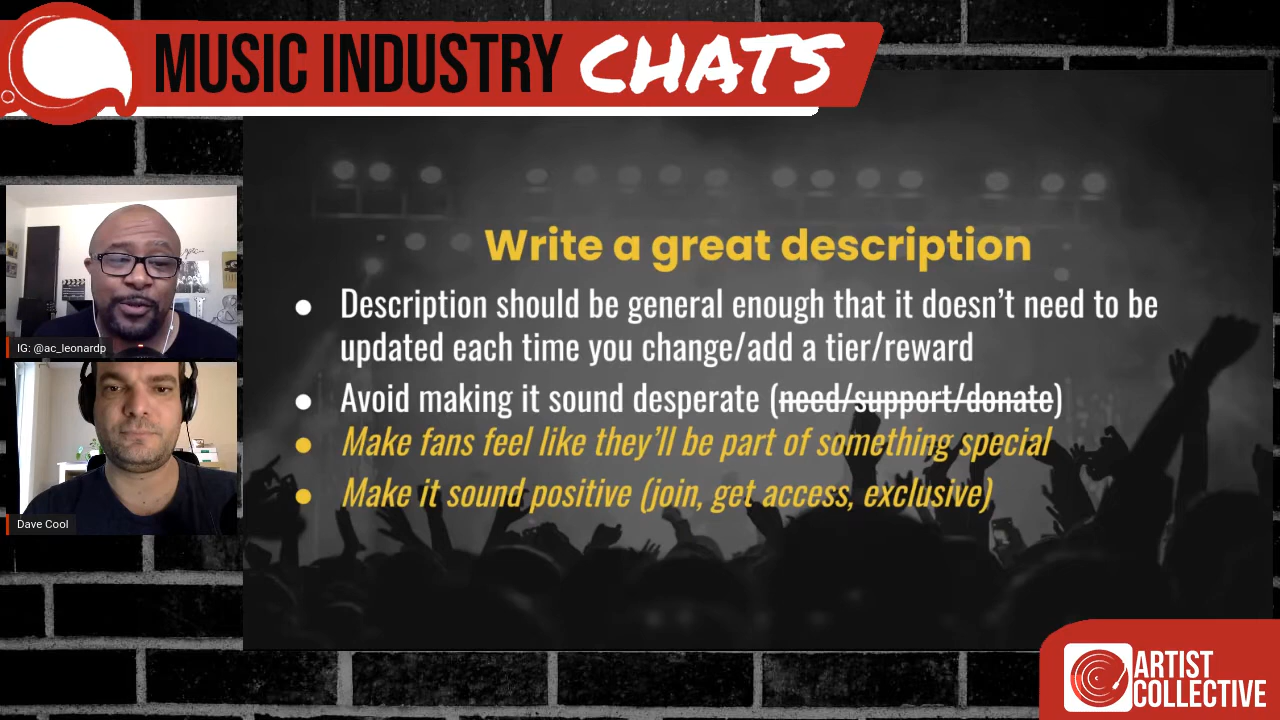 MUSIC INDUSTRY CHATS
IG: @ac_leonardp
Dave Cool
Write a great description
● Description should be general enough that it doesn't need to be
updated each time you change/add a tier/reward
● Avoid making it sound desperate (need/support/donate)
● Make fans feel like they'll be part of something special
● Make it sound positive (join, get access, exclusive)
ARTIST
COLLECTIVE